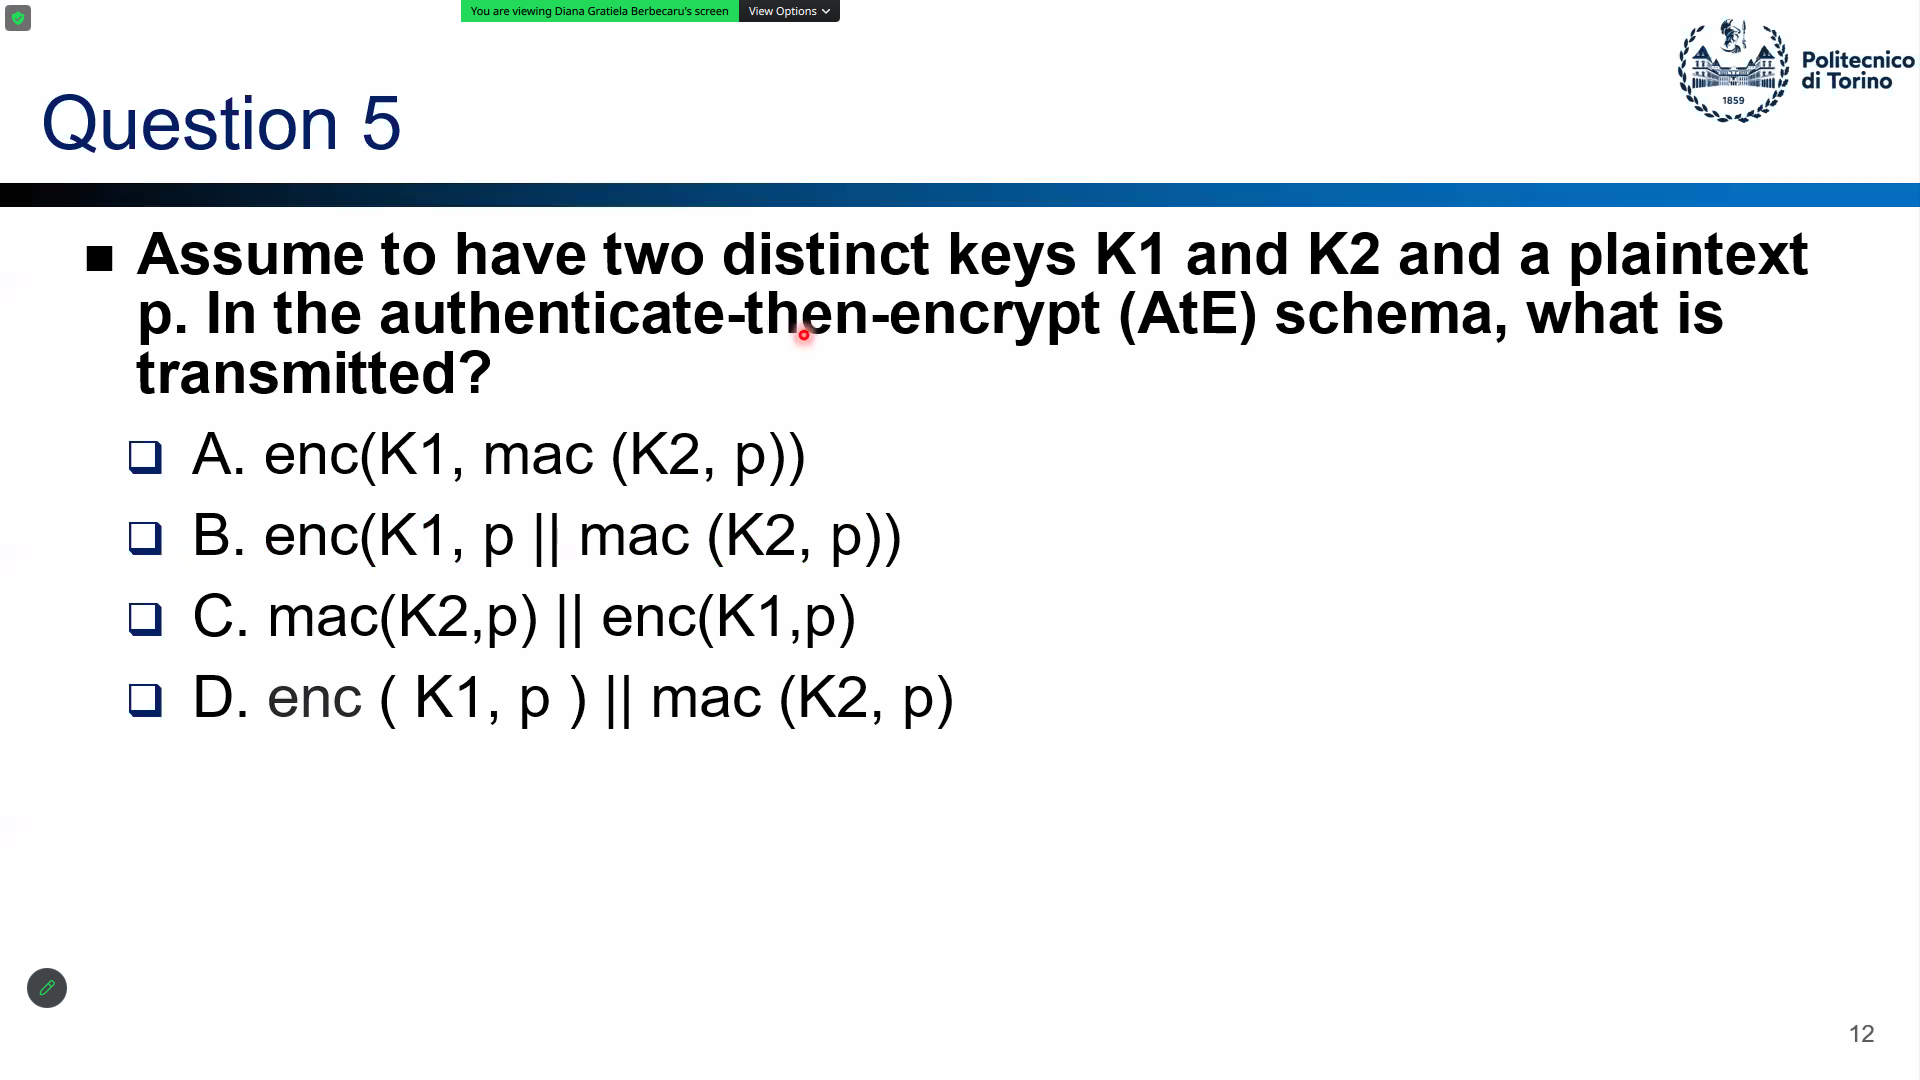 You are viewing Diana Gratiela Berbecaru's screen View Options
Politecnico
di Torino
1859
Question 5
■ Assume to have two distinct keys K1 and K2 and a plaintext
p. In the authenticate-then-encrypt (AtE) schema, what is
transmitted?
❑ A. enc(K1, mac (K2, p))
❑ B. enc(K1, p || mac (K2, p))
❑ C. mac(K2,p) || enc(K1,p)
❑ D. enc ( K1, p ) || mac (K2, p)
12